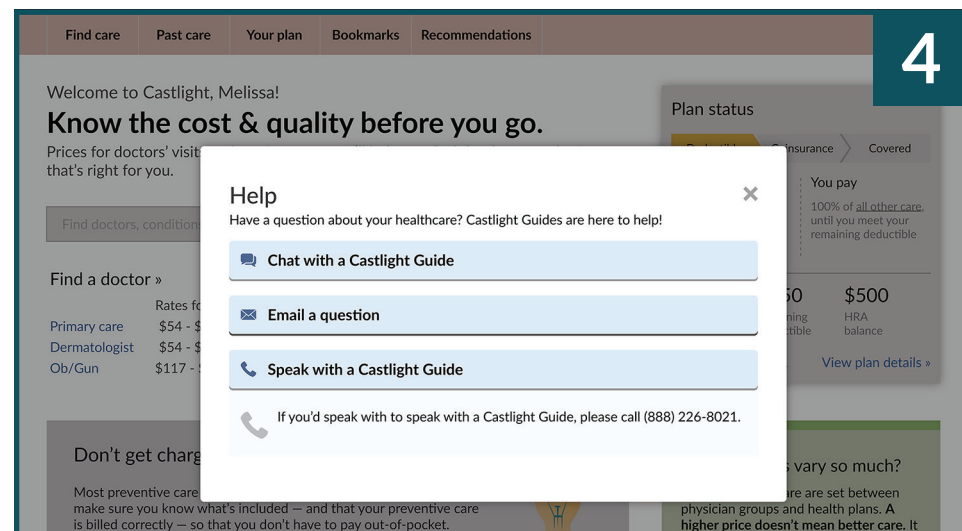 Find care Past care Your plan Bookmarks Recommendations
4
Welcome to Castlight, Melissa!
Know the cost & quality before you go.
Prices for doctors' visit
that's right for you.
Find doctors, condition
Find a doctor »
Rates fo
Primary care $54 - $
Dermatologist $54 - $
Ob/Gun $117 -
Plan status
insurance Covered
You pay
100% of all other care,
until you meet your
remaining deductible
50 $500
HRA
balance
View plan details »
Help
Have a question about your healthcare? Castlight Guides are here to help!
Chat with a Castlight Guide
Email a question
Speak with a Castlight Guide
If you'd speak with to speak with a Castlight Guide, please call (888) 226-8021.
Don't get charg
Most preventive care
make sure you know what's included — and that your preventive care
is billed correctly — so that you don't have to pay out-of-pocket.
vary so much?
are are set between
physician groups and health plans. A
higher price doesn't mean better care. It